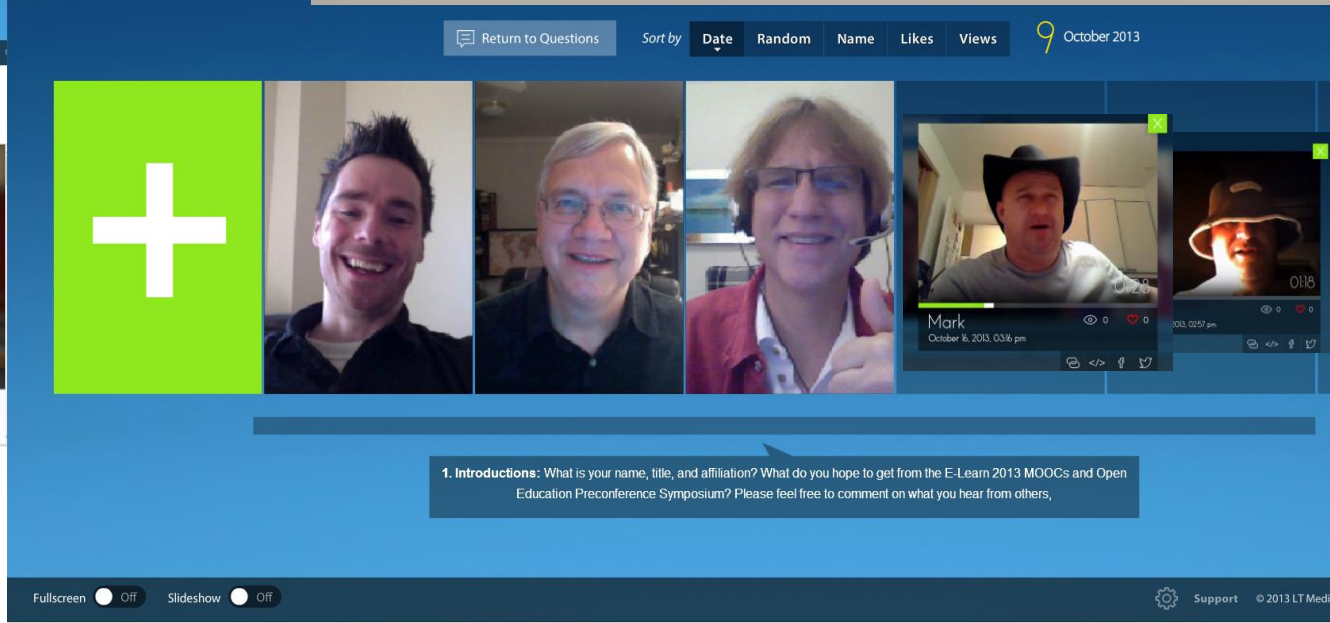 Return to Questions
Sort by Date Random Name Likes Views
9 October 2013
X
X
01:28
01:18
Mark
0 0
October 16, 2013, 03:16 pm
0 0
2013, 02:57 pm
1. Introductions: What is your name, title, and affiliation? What do you hope to get from the E-Learn 2013 MOOCs and Open
Education Preconference Symposium? Please feel free to comment on what you hear from others,
Fullscreen Off Slideshow Off
Support © 2013 LT Medi